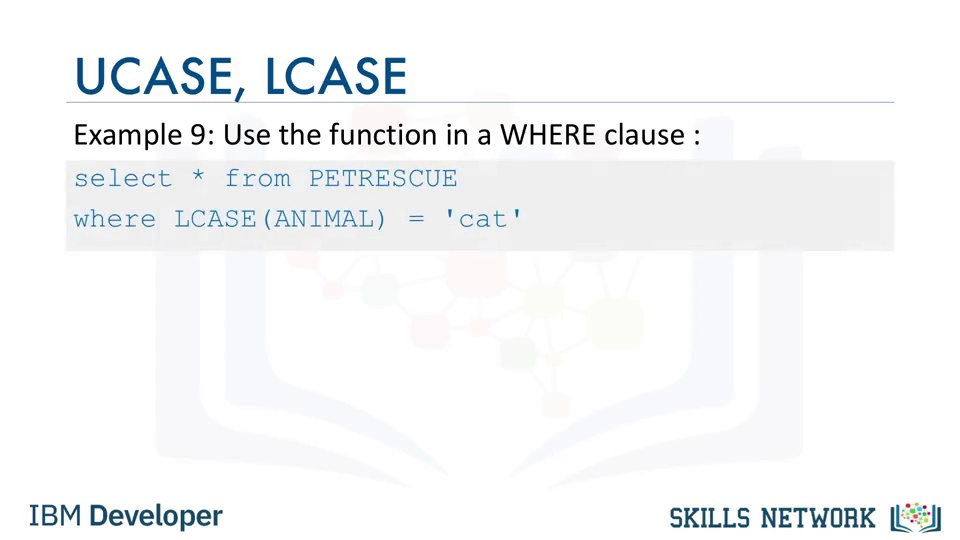 UCASE, LCASE
Example 9: Use the function in a WHERE clause :
select * from PETRESCUE
where LCASE(ANIMAL) = 'cat'
IBM Developer
SKILLS NETWORK